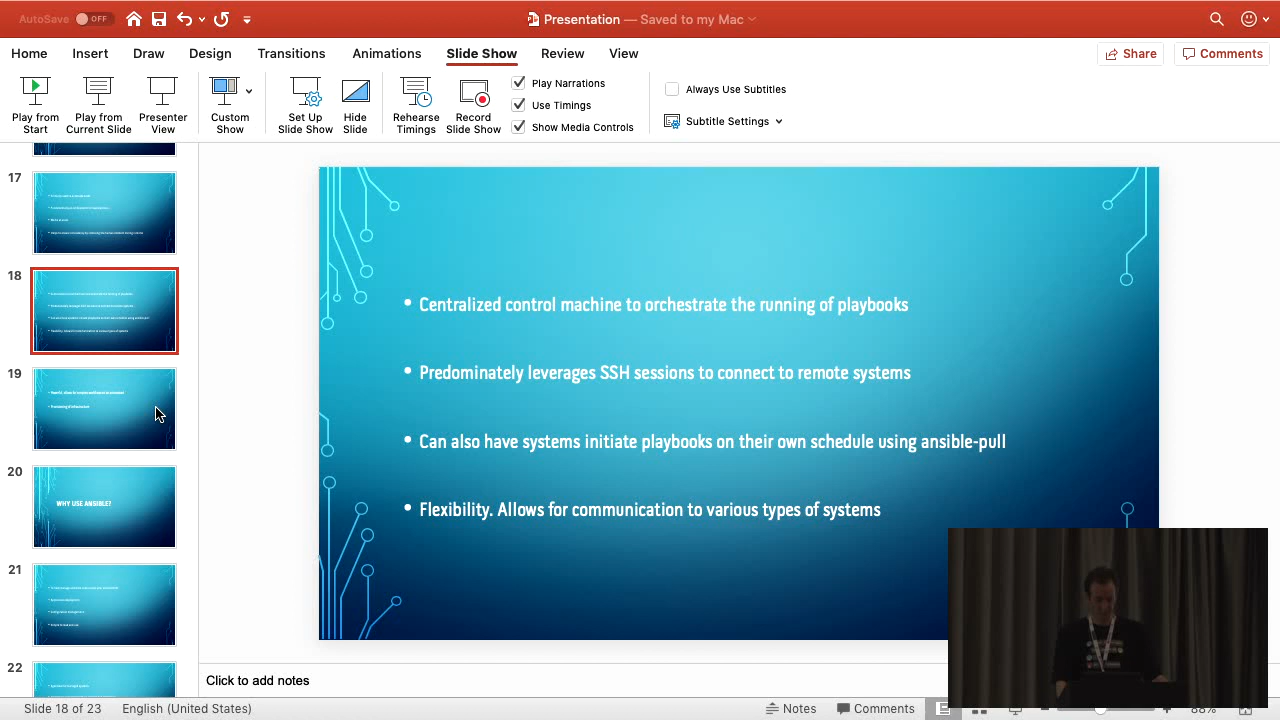 AutoSave OFF
Presentation — Saved to my Mac
Home Insert Draw Design Transitions Animations Slide Show Review View
Share Comments
Play from Start
Play from Current Slide
Presenter View
Custom Show
Set Up Slide Show
Hide Slide
Rehearse Timings
Record Slide Show
Play Narrations
Use Timings
Show Media Controls
Always Use Subtitles
Subtitle Settings
17
18
19
20
WHY USE ANSIBLE?
21
22
• Centralized control machine to orchestrate the running of playbooks
• Predominately leverages SSH sessions to connect to remote systems
• Can also have systems initiate playbooks on their own schedule using ansible-pull
• Flexibility. Allows for communication to various types of systems
Click to add notes
Slide 18 of 23 English (United States) Notes Comments 88%